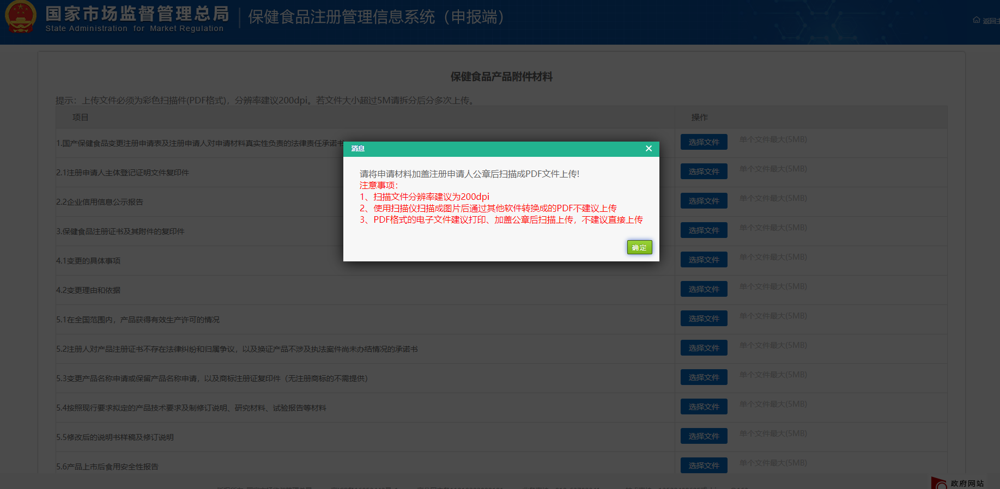 国家市场监督管理总局
State Administration for Market Regulation
保健食品注册管理信息系统（申报端）
返回主
保健食品产品附件材料
提示：上传文件必须为彩色扫描件(PDF格式)，分辨率建议200dpi。若文件大小超过5M请拆分后分多次上传。
项目 操作
1.国产保健食品变更注册申请表及注册申请人对申请材料真实性负责的法律责任承诺书 选择文件 单个文件最大(5MB)
2.1注册申请人主体登记证明文件复印件 选择文件 单个文件最大(5MB)
2.2企业信用信息公示报告 选择文件 单个文件最大(5MB)
3.保健食品注册证书及其附件的复印件 选择文件 单个文件最大(5MB)
4.1变更的具体事项 选择文件 单个文件最大(5MB)
4.2变更理由和依据 选择文件 单个文件最大(5MB)
5.1在全国范围内，产品获得有效生产许可的情况 选择文件 单个文件最大(5MB)
5.2注册人对产品注册证书不存在法律纠纷和归属争议，以及换证产品不涉及执法案件尚未办结情况的承诺书 选择文件 单个文件最大(5MB)
5.3变更产品名称申请或保留产品名称申请，以及商标注册证复印件（无注册商标的不需提供） 选择文件 单个文件最大(5MB)
5.4按照现行要求拟定的产品技术要求及制修订说明、研究材料、试验报告等材料 选择文件 单个文件最大(5MB)
5.5修改后的说明书样稿及修订说明 选择文件 单个文件最大(5MB)
5.6产品上市后食用安全性报告 选择文件 单个文件最大(5MB)
消息
请将申请材料加盖注册申请人公章后扫描成PDF文件上传!
注意事项：
1、扫描文件分辨率建议为200dpi
2、使用扫描仪扫描成图片后通过其他软件转换成的PDF不建议上传
3、PDF格式的电子文件建议打印、加盖公章后扫描上传，不建议直接上传
确定
政府网站